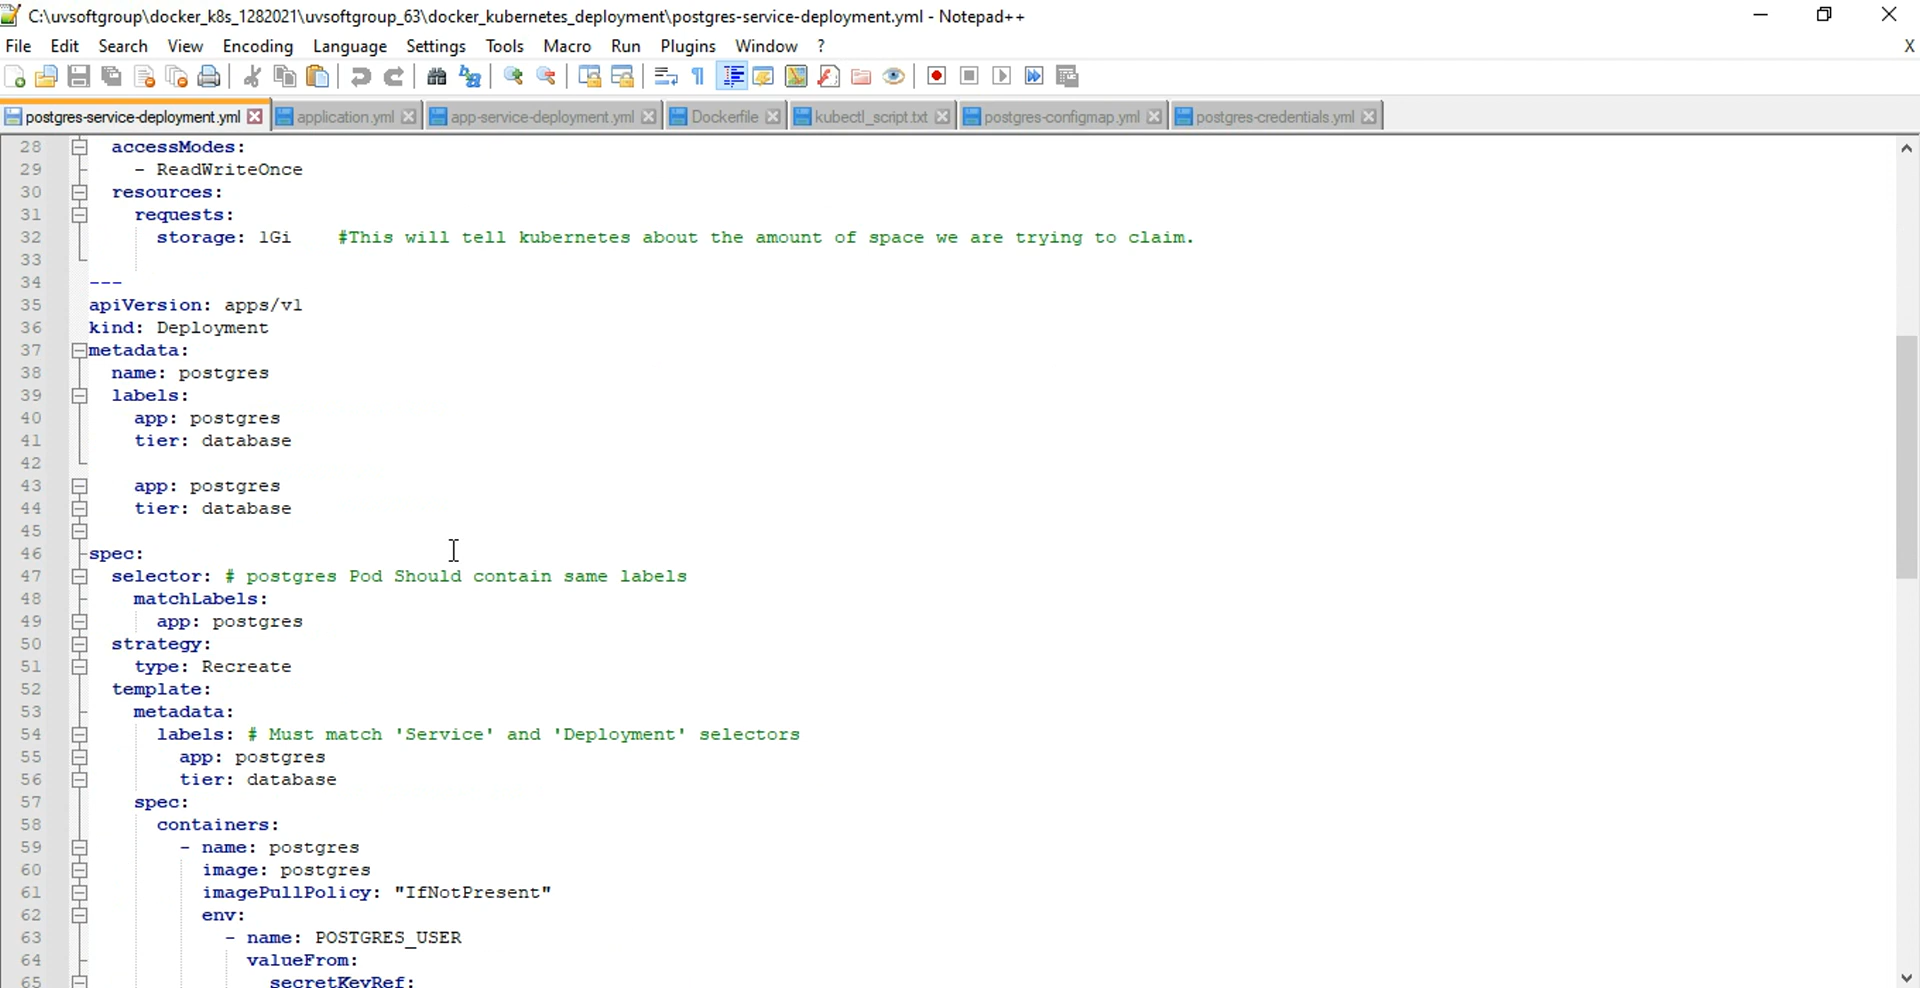 C:\uvsoftgroup\docker_k8s_1282021\uvsoftgroup_63\docker_kubernetes_deployment\postgres-service-deployment.yml - Notepad++
File Edit Search View Encoding Language Settings Tools Macro Run Plugins Window ? X
postgres-service-deployment.yml application.yml app-service-deployment.yml Dockerfile kubectl_script.txt postgres-configmap.yml postgres-credentials.yml
28 accessModes:
29 - ReadWriteOnce
30 resources:
31 requests:
32 storage: 1Gi #This will tell kubernetes about the amount of space we are trying to claim.
33
34 ---
35 apiVersion: apps/v1
36 kind: Deployment
37 metadata:
38 name: postgres
39 labels:
40 app: postgres
41 tier: database
42
43 app: postgres
44 tier: database
45
46 spec:
47 selector: # postgres Pod Should contain same labels
48 matchLabels:
49 app: postgres
50 strategy:
51 type: Recreate
52 template:
53 metadata:
54 labels: # Must match 'Service' and 'Deployment' selectors
55 app: postgres
56 tier: database
57 spec:
58 containers:
59 - name: postgres
60 image: postgres
61 imagePullPolicy: "IfNotPresent"
62 env:
63 - name: POSTGRES_USER
64 valueFrom:
65 secretKeyRef: